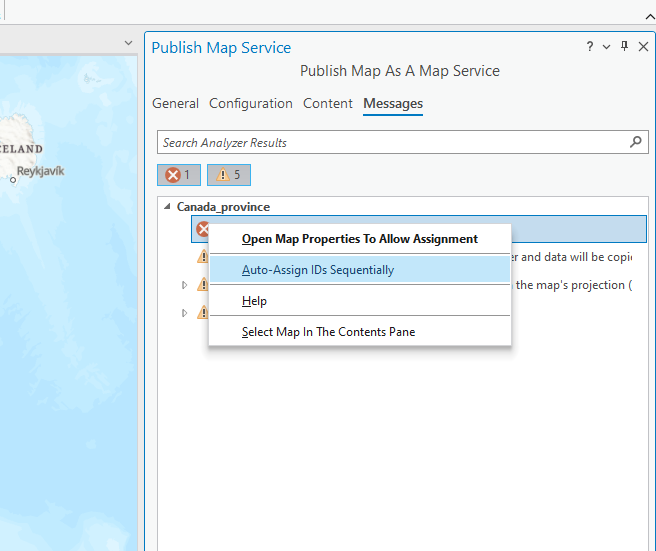 Publish Map Service
?
Publish Map As A Map Service
General Configuration Content Messages
CELAND
Search Analyzer Results
Reykjavík
1 5
Canada_province
Open Map Properties To Allow Assignment
er and data will be copie
Auto-Assign IDs Sequentially
the map's projection (
Help
Select Map In The Contents Pane